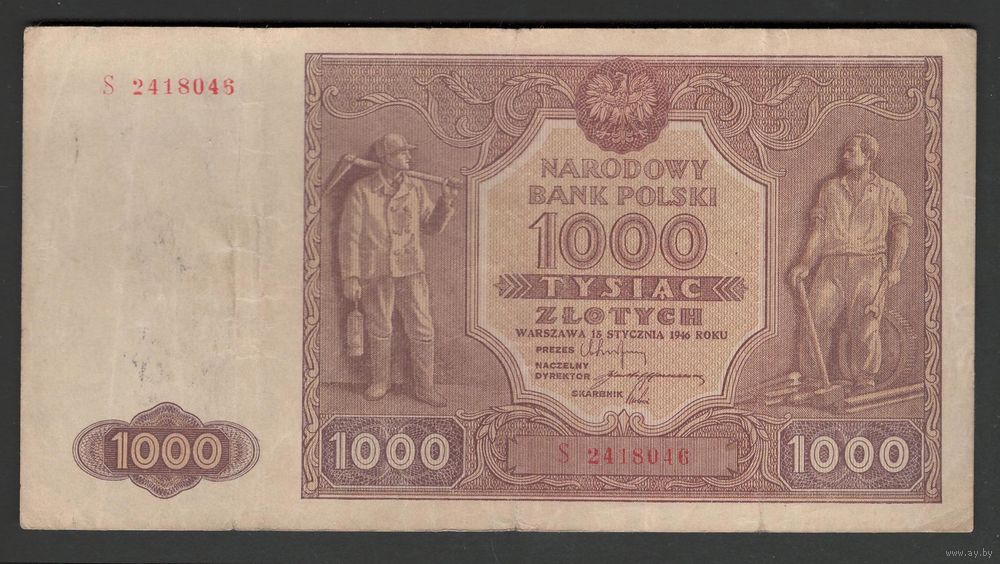 S 2418046
NARODOWY
BANK POLSKI
1000
TYSIĄC
ZŁOTYCH
WARSZAWA 15 STYCZNIA 1946 ROKU
PREZES
NACZELNY
DYREKTOR
SKARBNIK
1000
1000
S 2418046
1000
www.ay.by